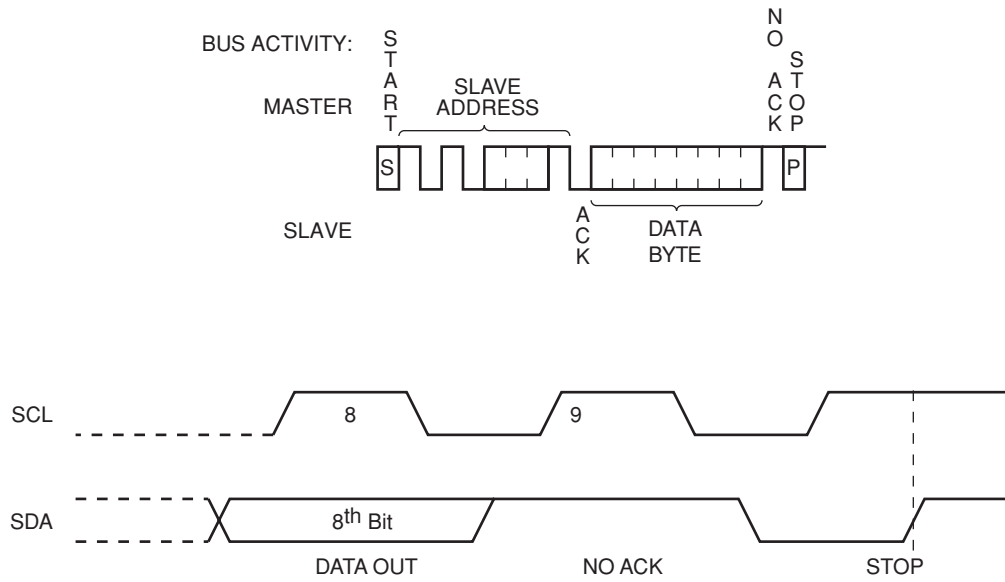 BUS ACTIVITY:
MASTER
START
SLAVE
ADDRESS
NO ACK
STOP
S
P
SLAVE
ACK
DATA
BYTE
SCL
8
9
SDA
8th Bit
DATA OUT
NO ACK
STOP